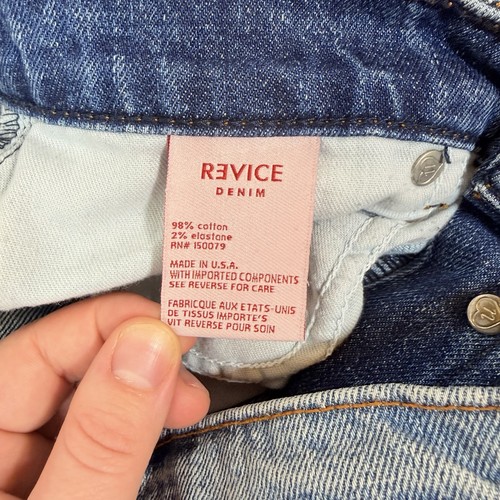 RƎVICE
DENIM
98% cotton
2% elastane
RN# 150079
MADE IN U.S.A.
WITH IMPORTED COMPONENTS
SEE REVERSE FOR CARE
FABRIQUE AUX ETATS-UNIS
DE TISSUS IMPORTE'S
VIT REVERSE POUR SOIN